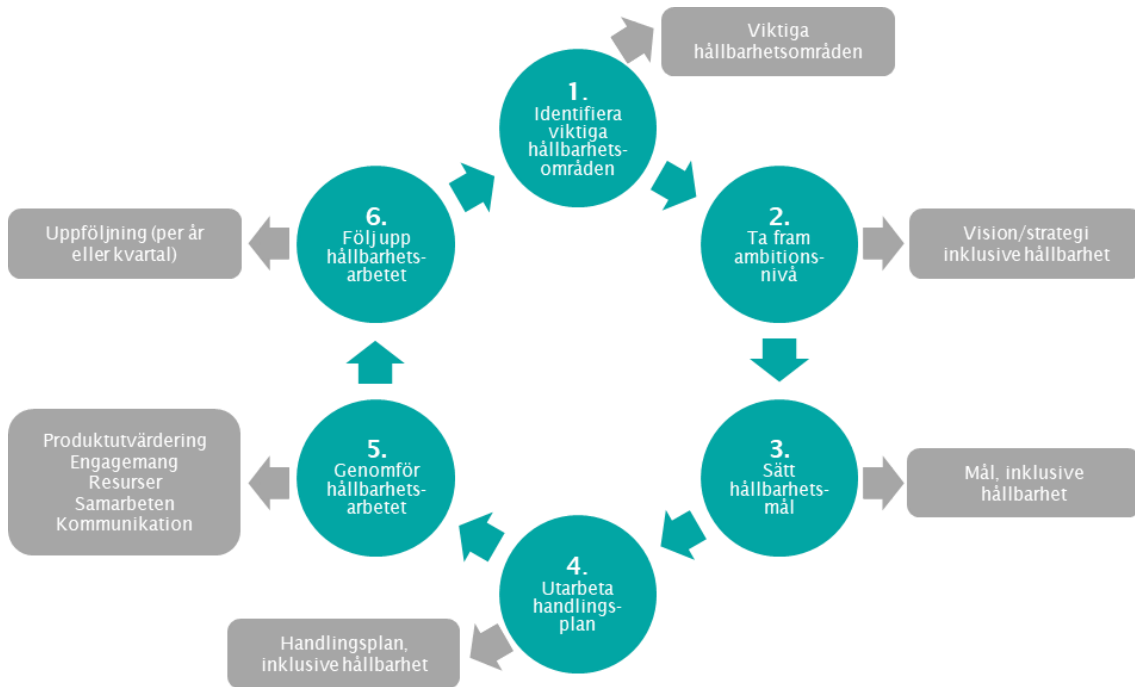 Viktiga
hållbarhetsområden
1.
Identifiera
viktiga
hållbarhets-
områden
2.
Ta fram
ambitions-
nivå
Vision/strategi
inklusive hållbarhet
3.
Sätt
hållbarhets-
mål
Mål, inklusive
hållbarhet
4.
Utarbeta
handlings-
plan
Handlingsplan,
inklusive hållbarhet
5.
Genomför
hållbarhets-
arbetet
Produktutvärdering
Engagemang
Resurser
Samarbeten
Kommunikation
6.
Följ upp
hållbarhets-
arbetet
Uppföljning (per år
eller kvartal)